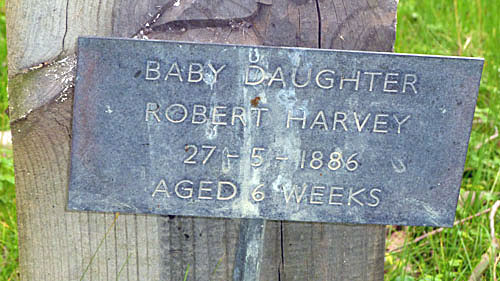 BABY DAUGHTER
ROBERT HARVEY
27 - 5 - 1886
AGED 6 WEEKS